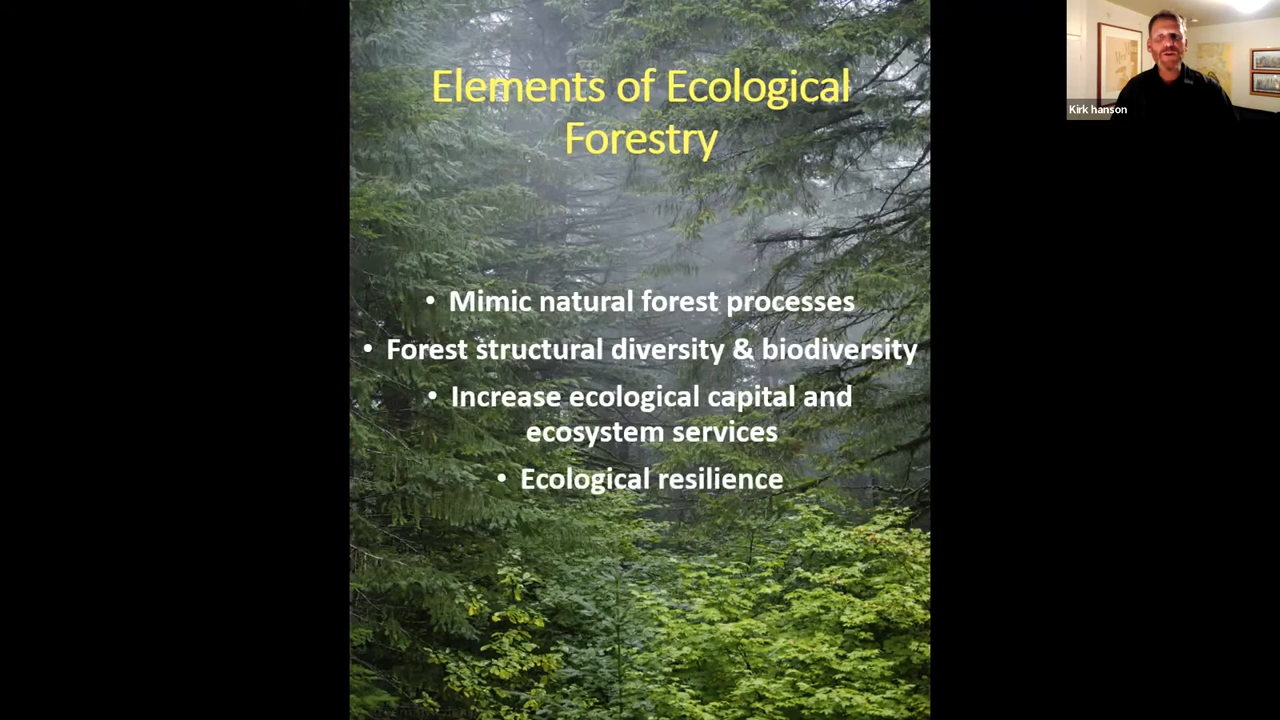 Elements of Ecological
Forestry
Kirk hanson
• Mimic natural forest processes
• Forest structural diversity & biodiversity
• Increase ecological capital and
ecosystem services
• Ecological resilience